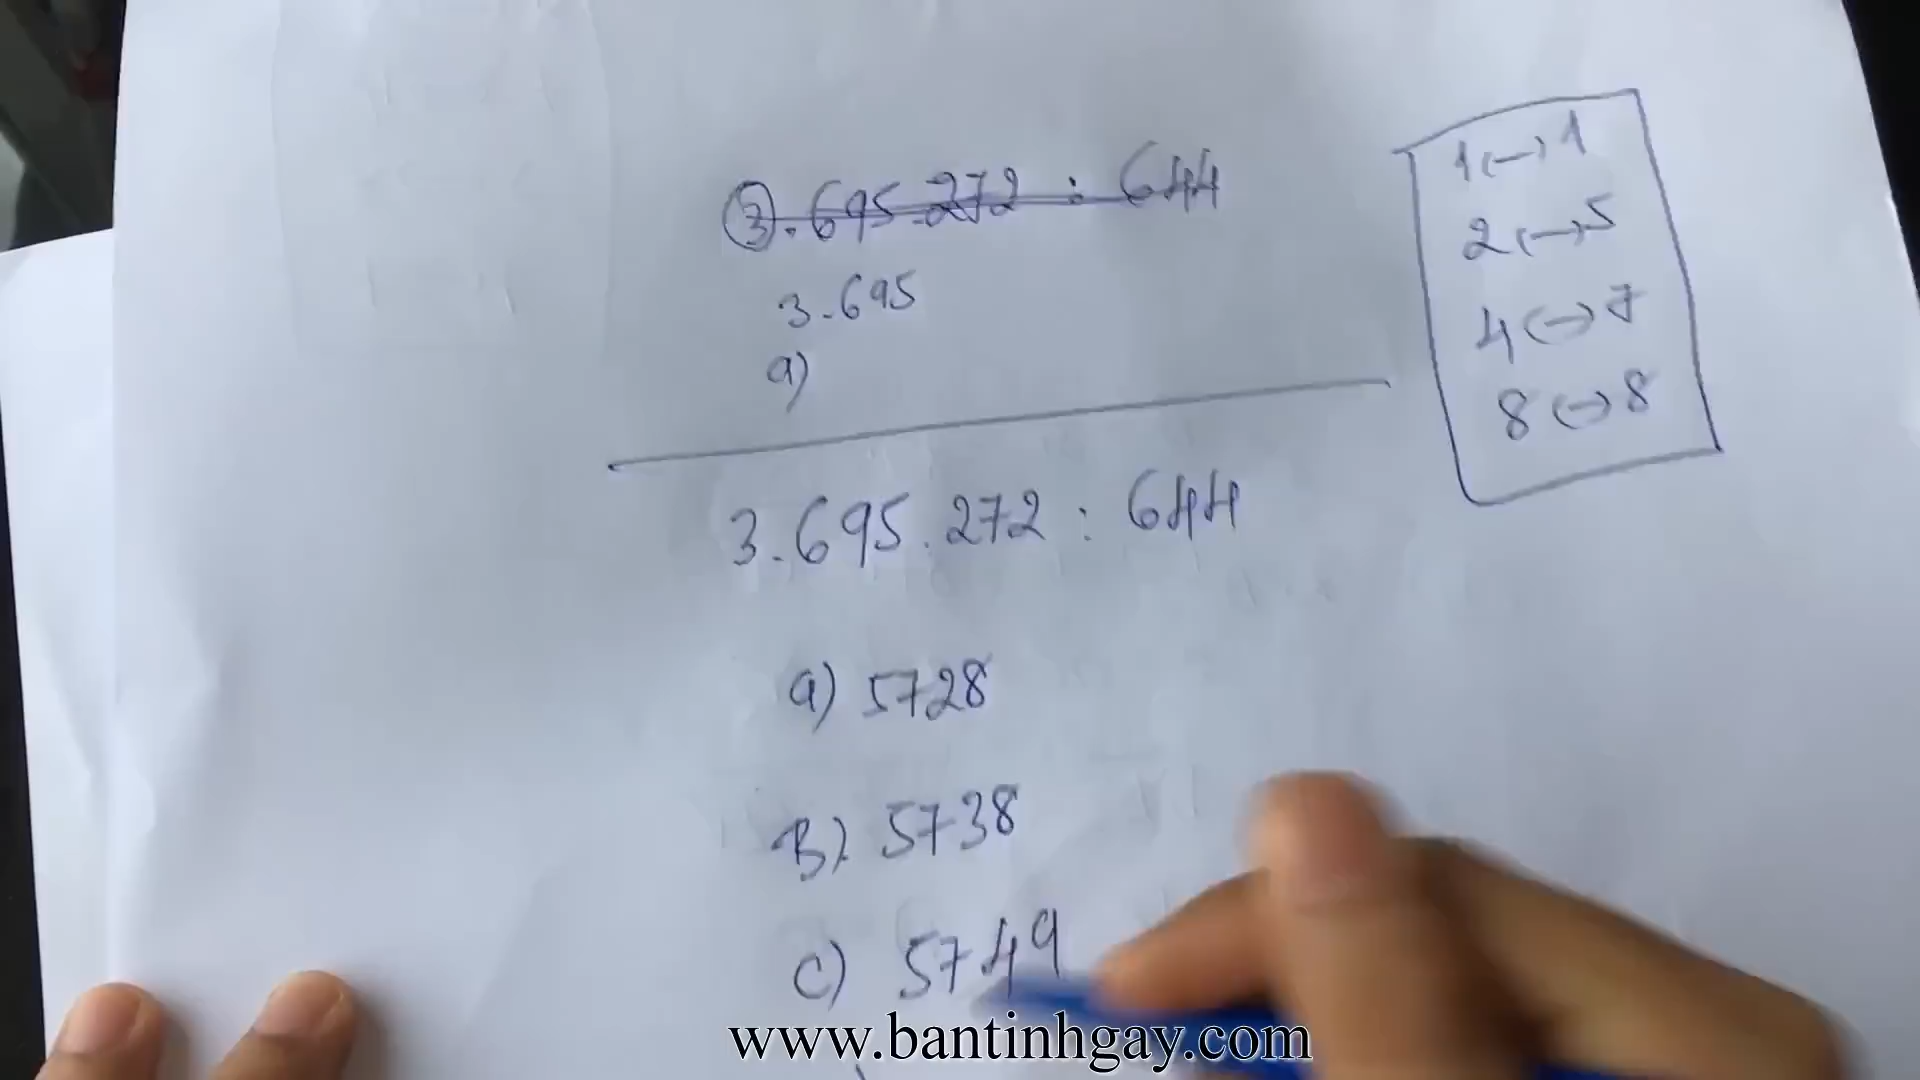 3.695.272 : 644
3.695
a)
3.695.272 : 644
a) 5728
B). 5738
C) 5749
1 ↔ 1
2 ↔ 5
4 ↔ 7
8 ↔ 8
www.bantinhgay.com